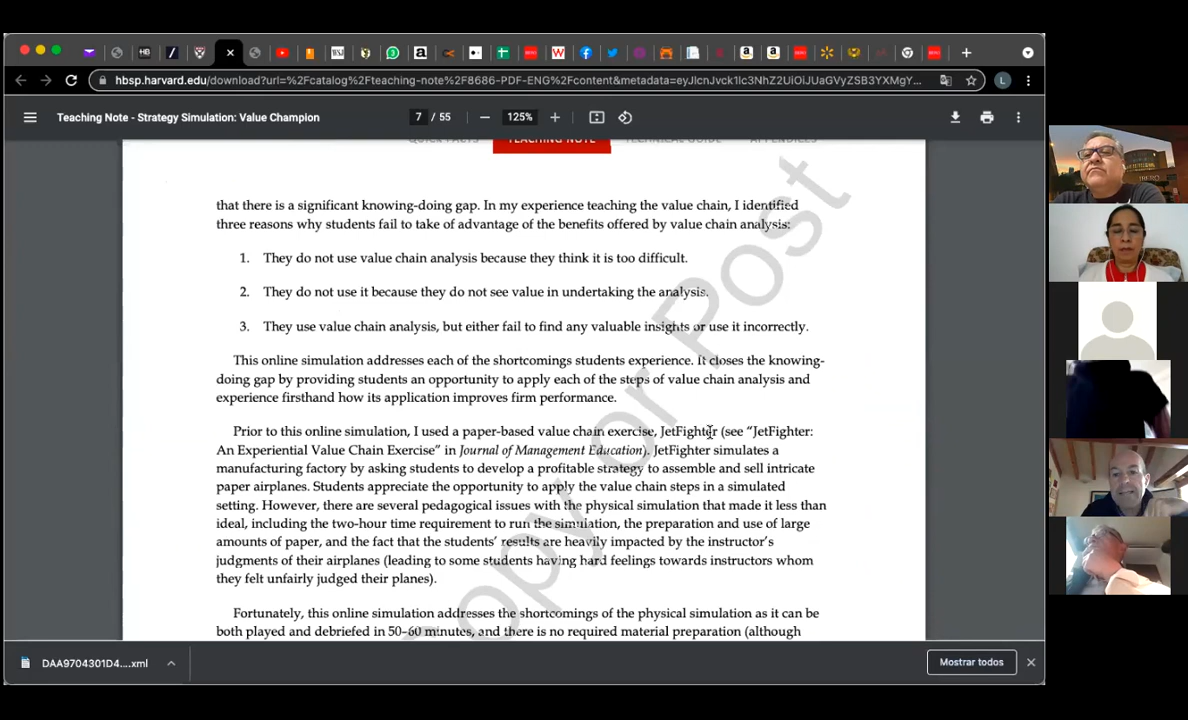 hbsp.harvard.edu/download?url=%2Fcatalog%2Fteaching-note%2F8686-PDF-ENG%2Fcontent&metadata=
L
Teaching Note - Strategy Simulation: Value Champion
7 / 55
125%
QUICK FACTS
TEACHING NOTE
TECHNICAL GUIDE
APPENDICES
that there is a significant knowing-doing gap. In my experience teaching the value chain, I identified
three reasons why students fail to take of advantage of the benefits offered by value chain analysis:
1. They do not use value chain analysis because they think it is too difficult.
2. They do not use it because they do not see value in undertaking the analysis.
3. They use value chain analysis, but either fail to find any valuable insights or use it incorrectly.
This online simulation addresses each of the shortcomings students experience. It closes the knowing-
doing gap by providing students an opportunity to apply each of the steps of value chain analysis and
experience firsthand how its application improves firm performance.
Prior to this online simulation, I used a paper-based value chain exercise, JetFighter (see “JetFighter:
An Experiential Value Chain Exercise” in Journal of Management Education). JetFighter simulates a
manufacturing factory by asking students to develop a profitable strategy to assemble and sell intricate
paper airplanes. Students appreciate the opportunity to apply the value chain steps in a simulated
setting. However, there are several pedagogical issues with the physical simulation that made it less than
ideal, including the two-hour time requirement to run the simulation, the preparation and use of large
amounts of paper, and the fact that the students’ results are heavily impacted by the instructor’s
judgments of their airplanes (leading to some students having hard feelings towards instructors whom
they felt unfairly judged their planes).
Fortunately, this online simulation addresses the shortcomings of the physical simulation as it can be
both played and debriefed in 50–60 minutes, and there is no required material preparation (although
Copy or Post
DAA9704301D4....xml
Mostrar todos